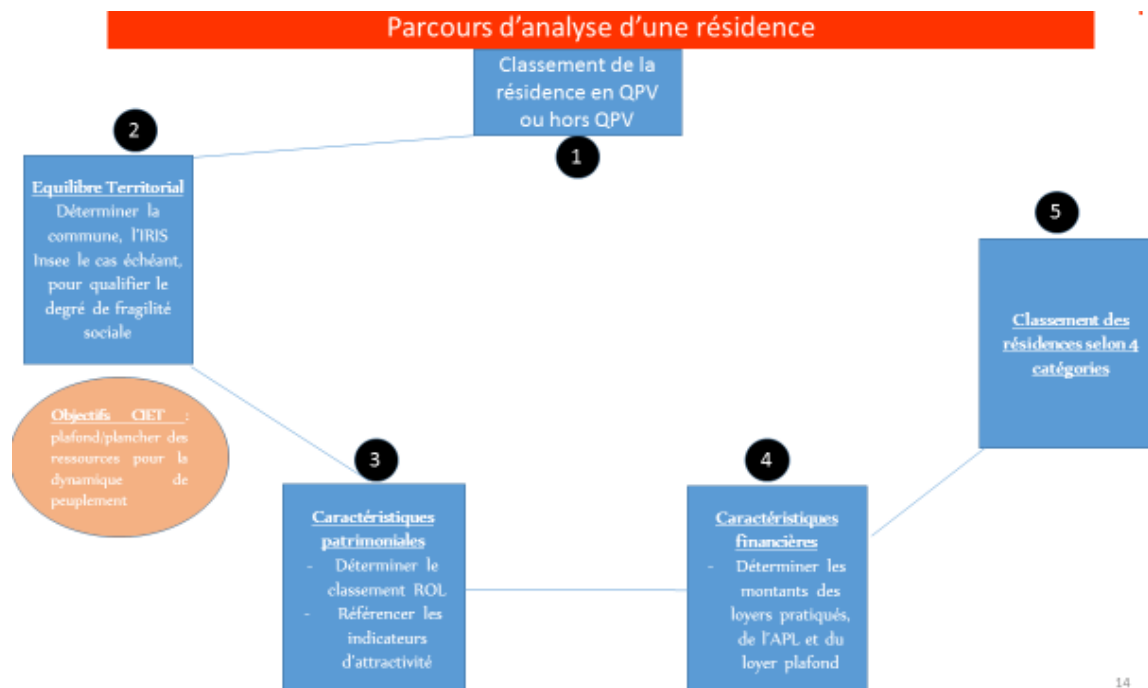 Parcours d'analyse d'une résidence
Classement de la
résidence en QPV
ou hors QPV
1
2
Equilibre Territorial
Déterminer la
commune, l'IRIS
Insee le cas échéant,
pour qualifier le
degré de fragilité
sociale
Objectifs CIET :
plafond/plancher des
ressources pour la
dynamique de
peuplement
3
Caractéristiques
patrimoniales
- Déterminer le
classement ROL
- Référencer les
indicateurs
d'attractivité
4
Caractéristiques
financières
- Déterminer les
montants des
loyers pratiqués,
de l'APL et du
loyer plafond
5
Classement des
résidences selon 4
catégories
14